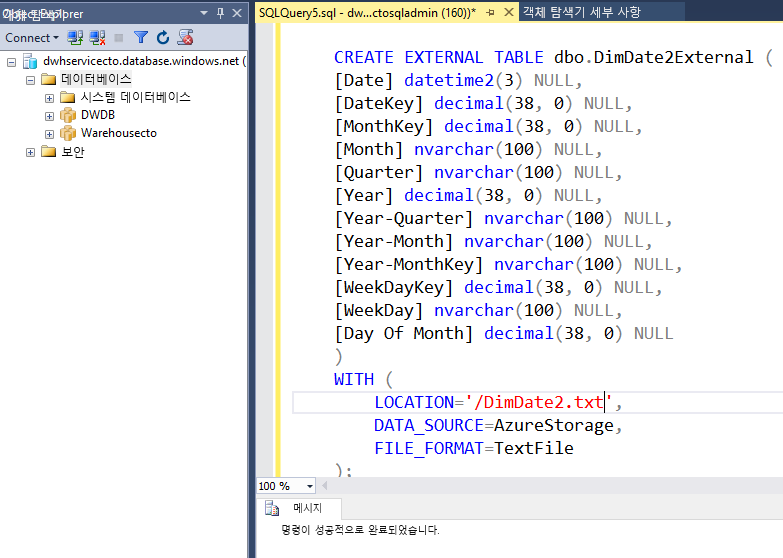 Connect
dwhservicecto.database.windows.net (
데이터베이스
시스템 데이터베이스
DWDB
Warehousecto
보안
SQLQuery5.sql - dw...ctosqladmin (160))*
객체 탐색기 세부 사항
CREATE EXTERNAL TABLE dbo.DimDate2External (
[Date] datetime2(3) NULL,
[DateKey] decimal(38, 0) NULL,
[MonthKey] decimal(38, 0) NULL,
[Month] nvarchar(100) NULL,
[Quarter] nvarchar(100) NULL,
[Year] decimal(38, 0) NULL,
[Year-Quarter] nvarchar(100) NULL,
[Year-Month] nvarchar(100) NULL,
[Year-MonthKey] nvarchar(100) NULL,
[WeekDayKey] decimal(38, 0) NULL,
[WeekDay] nvarchar(100) NULL,
[Day Of Month] decimal(38, 0) NULL
)
WITH (
LOCATION='/DimDate2.txt',
DATA_SOURCE=AzureStorage,
FILE_FORMAT=TextFile
);
100 %
메시지
명령이 성공적으로 완료되었습니다.